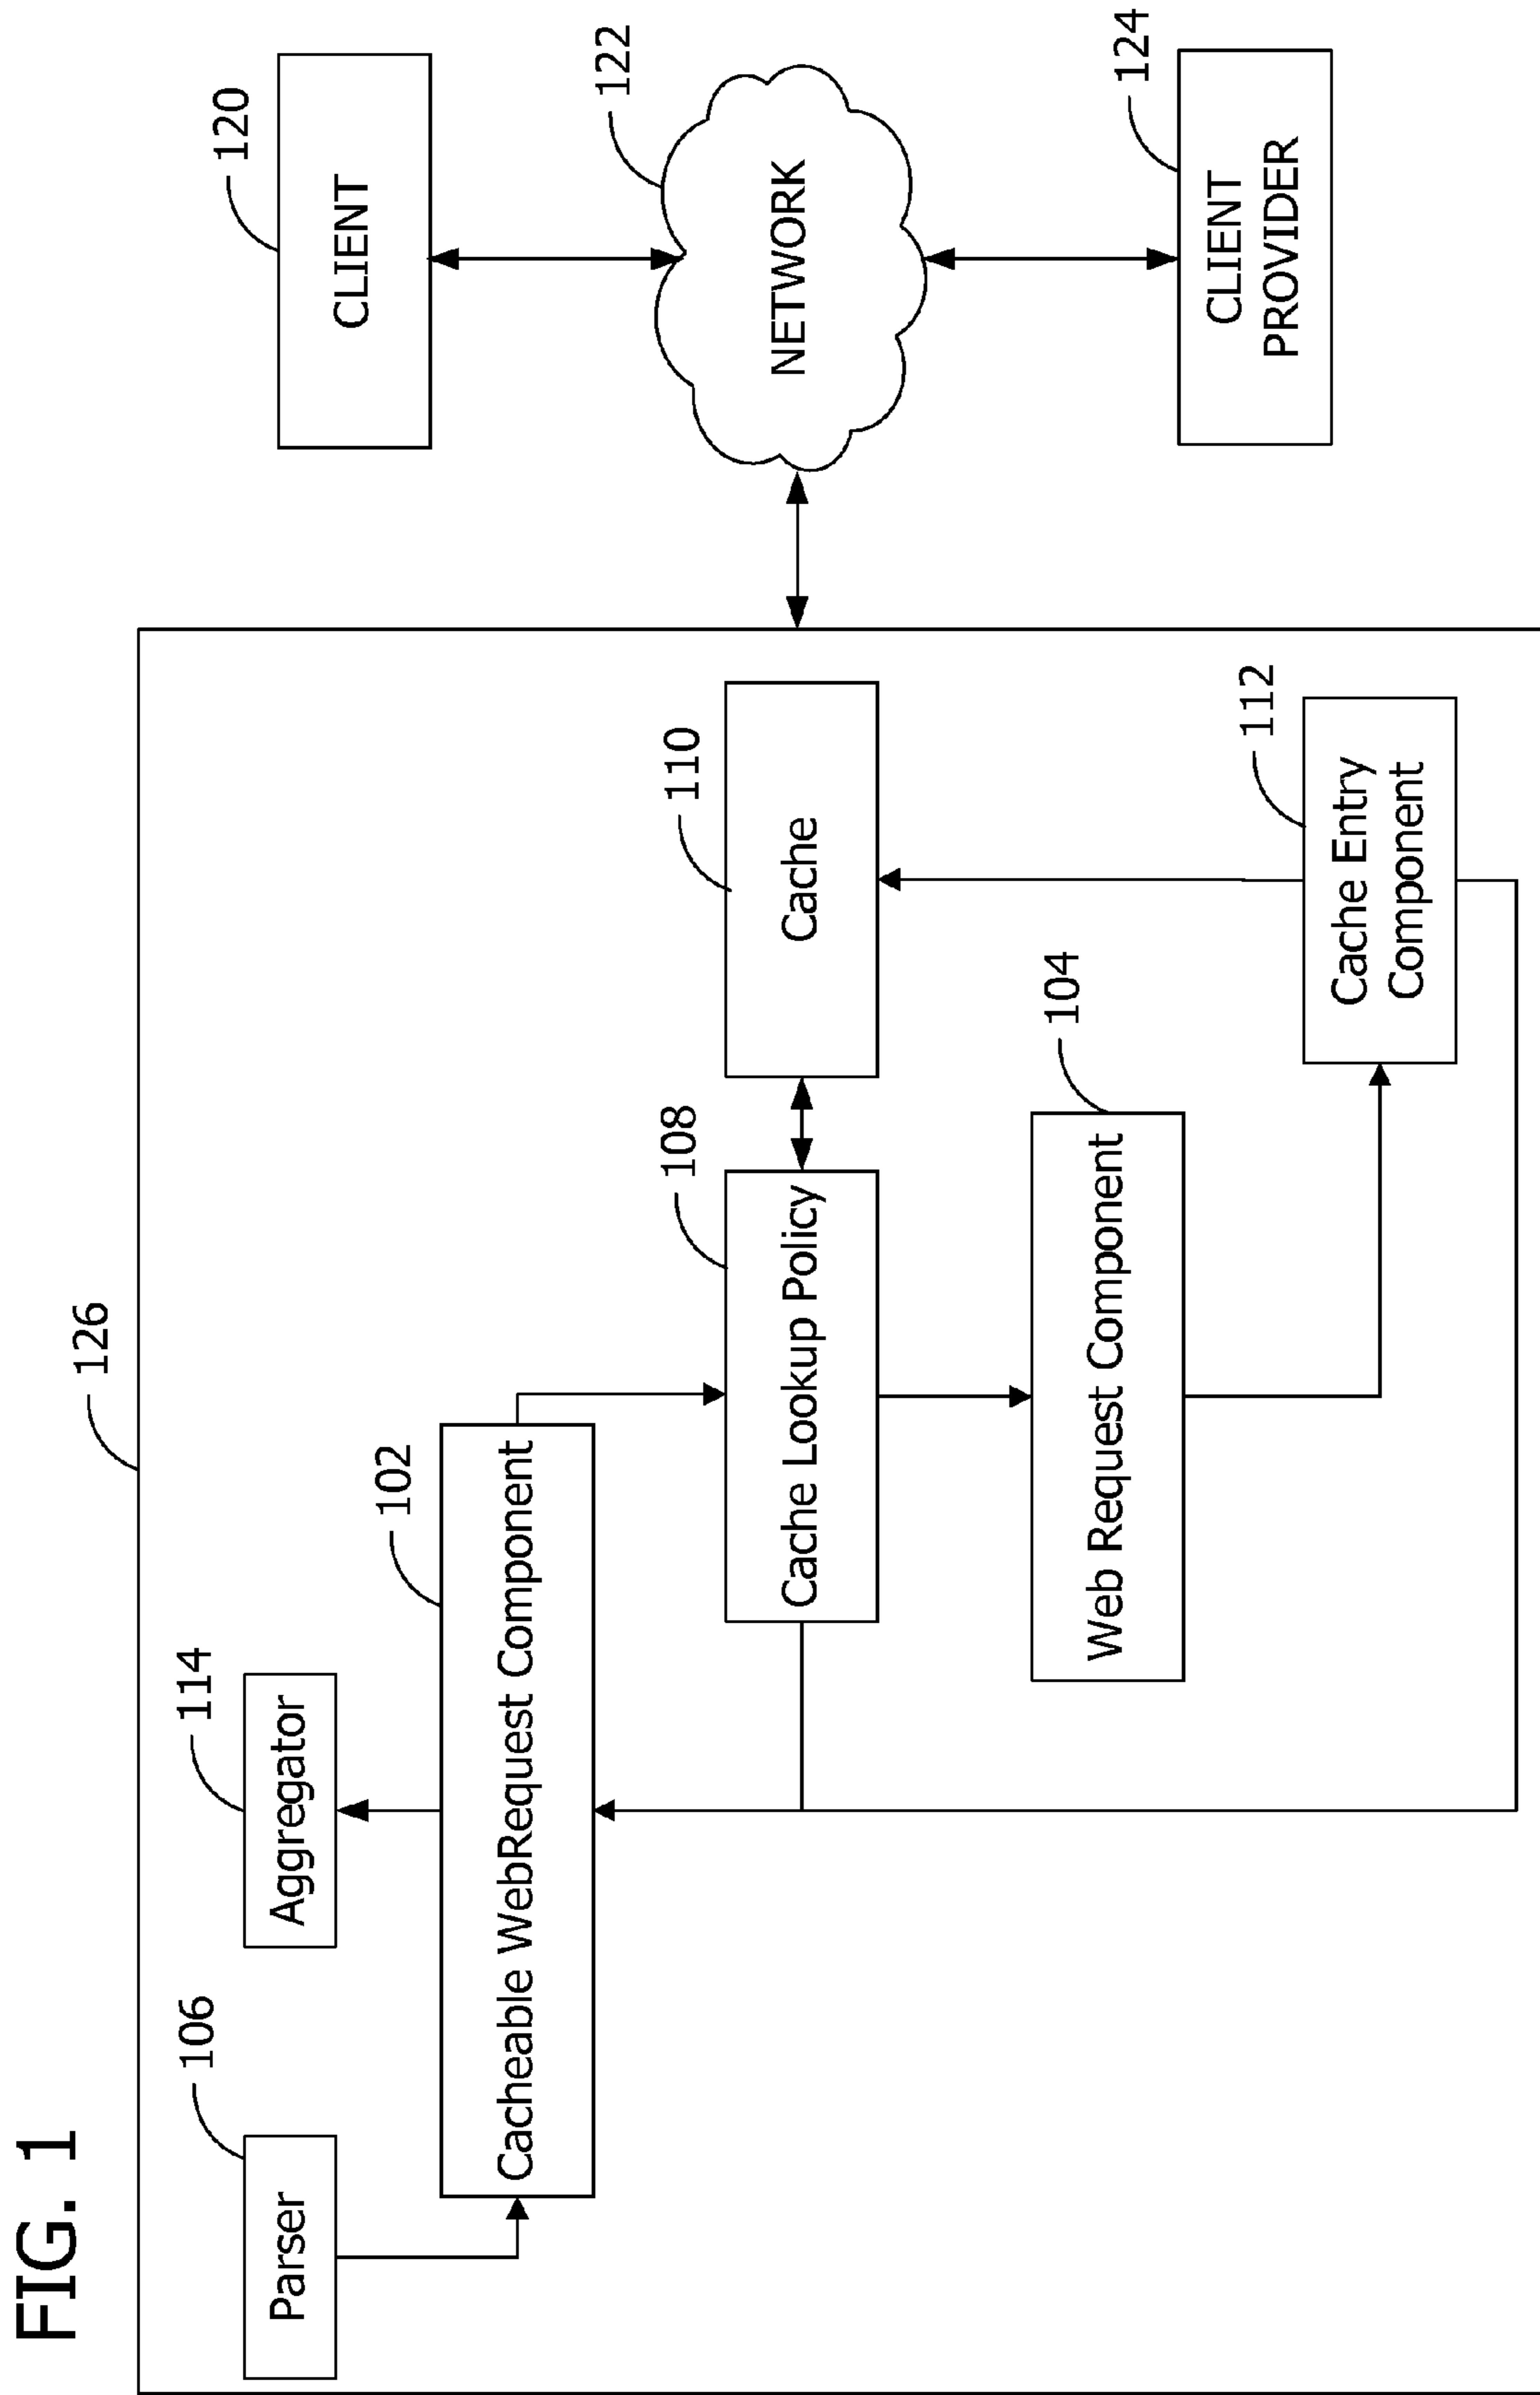 FIG. 1
126
Parser
106
Aggregator
114
Cacheable WebRequest Component
102
Cache Lookup Policy
108
Cache
110
Web Request Component
104
Cache Entry
Component
112
CLIENT
120
NETWORK
122
CLIENT
PROVIDER
124